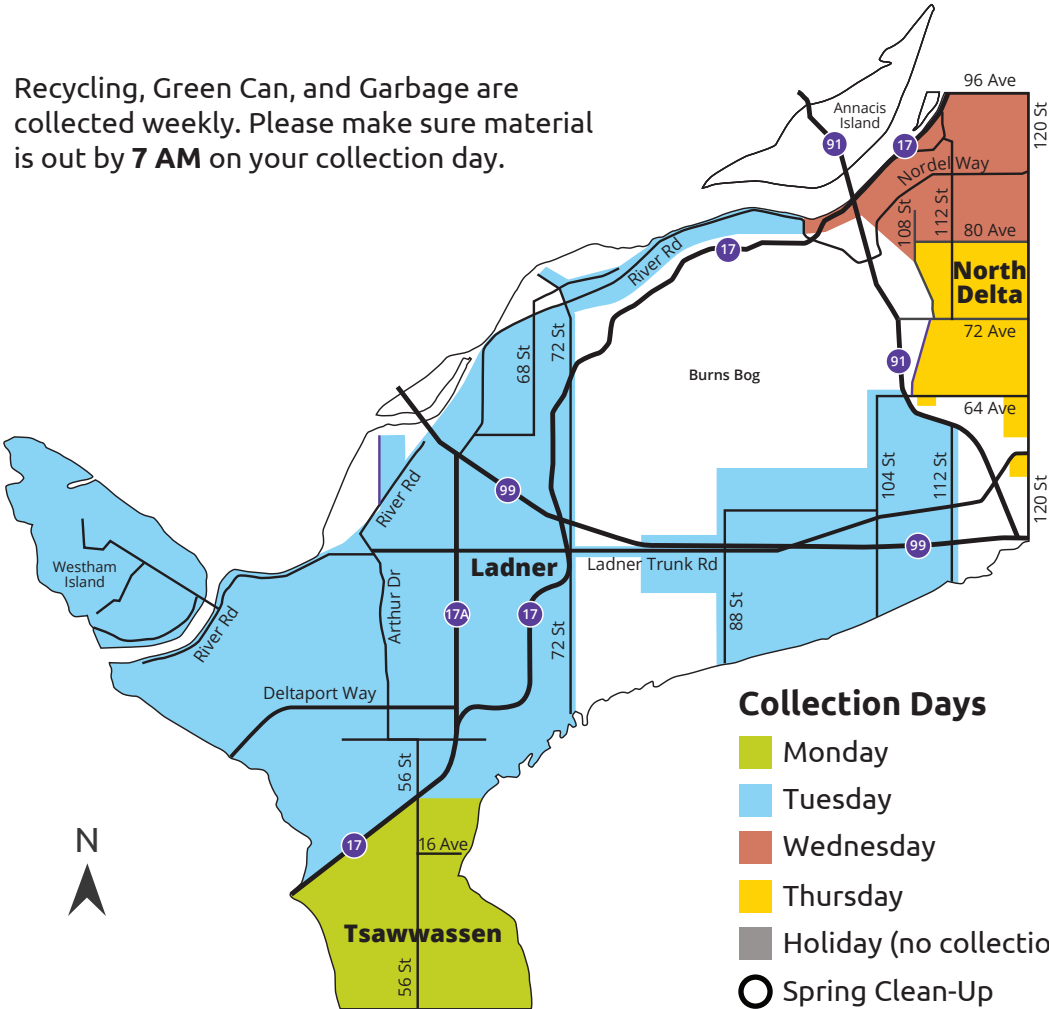 Recycling, Green Can, and Garbage are
collected weekly. Please make sure material
is out by 7 AM on your collection day.
96 Ave
Annacis
Island
120 St
91
17
Nordel Way
108 St
112 St
80 Ave
River Rd
17
North
Delta
72 St
68 St
72 Ave
91
Burns Bog
64 Ave
104 St
112 St
120 St
River Rd
99
99
Westham
Island
Ladner
Ladner Trunk Rd
Arthur Dr
17A
17
88 St
River Rd
72 St
Deltaport Way
56 St
17
16 Ave
Tsawwassen
56 St
N
Collection Days
Monday
Tuesday
Wednesday
Thursday
Holiday (no collectio
Spring Clean-Up